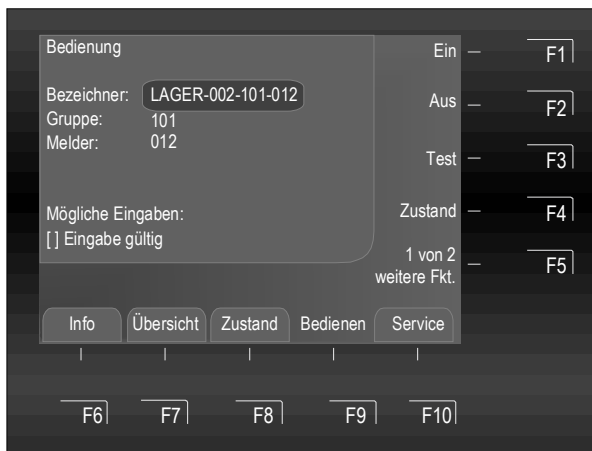 Bedienung
Ein – F1
Bezeichner: LAGER-002-101-012
Gruppe: 101
Aus – F2
Melder: 012
Test – F3
Mögliche Eingaben:
Zustand – F4
[ ] Eingabe gültig
1 von 2
weitere Fkt. – F5
Info Übersicht Zustand Bedienen Service
F6 F7 F8 F9 F10